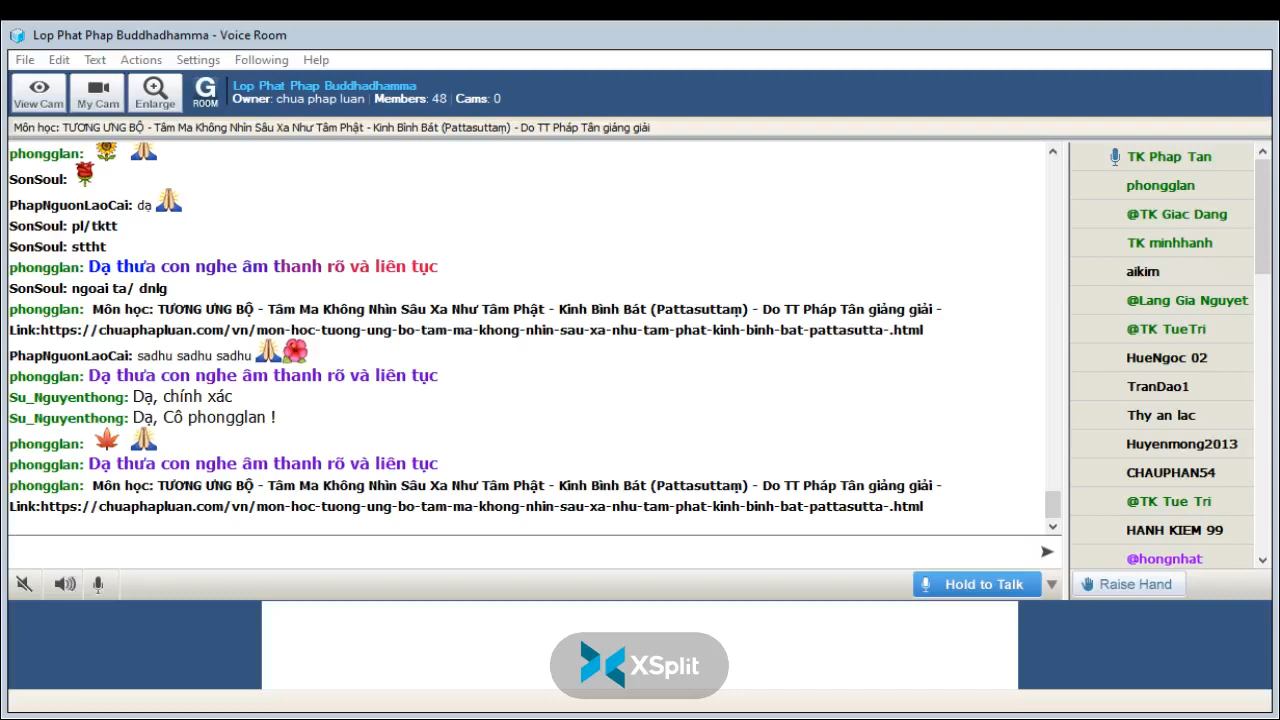 Lop Phat Phap Buddhadhamma - Voice Room
File Edit Text Actions Settings Following Help
View Cam My Cam Enlarge G ROOM
Lop Phat Phap Buddhadhamma
Owner: chua phap luan | Members: 48 | Cams: 0
Môn học: TƯƠNG ƯNG BỘ - Tâm Ma Không Nhìn Sâu Xa Như Tâm Phật - Kinh Bình Bát (Pattasuttaṃ) - Do TT Pháp Tân giảng giải
phongglan:
SonSoul:
PhapNguonLaoCai: dạ
SonSoul: pl/tktt
SonSoul: sttht
phongglan: Dạ thưa con nghe âm thanh rõ và liên tục
SonSoul: ngoai ta/ dnlg
phongglan: Môn học: TƯƠNG ƯNG BỘ - Tâm Ma Không Nhìn Sâu Xa Như Tâm Phật - Kinh Bình Bát (Pattasuttaṃ) - Do TT Pháp Tân giảng giải -
Link:https://chuaphapluan.com/vn/mon-hoc-tuong-ung-bo-tam-ma-khong-nhin-sau-xa-nhu-tam-phat-kinh-binh-bat-pattasutta-.html
PhapNguonLaoCai: sadhu sadhu sadhu
phongglan: Dạ thưa con nghe âm thanh rõ và liên tục
Su_Nguyenthong: Dạ, chính xác
Su_Nguyenthong: Dạ, Cô phongglan !
phongglan:
phongglan: Dạ thưa con nghe âm thanh rõ và liên tục
phongglan: Môn học: TƯƠNG ƯNG BỘ - Tâm Ma Không Nhìn Sâu Xa Như Tâm Phật - Kinh Bình Bát (Pattasuttaṃ) - Do TT Pháp Tân giảng giải -
Link:https://chuaphapluan.com/vn/mon-hoc-tuong-ung-bo-tam-ma-khong-nhin-sau-xa-nhu-tam-phat-kinh-binh-bat-pattasutta-.html
TK Phap Tan
phongglan
@TK Giac Dang
TK minhhanh
aikim
@Lang Gia Nguyet
@TK TueTri
HueNgoc 02
TranDao1
Thy an lac
Huyenmong2013
CHAUPHAN54
@TK Tue Tri
HANH KIEM 99
@hongnhat
Hold to Talk
Raise Hand
XSplit